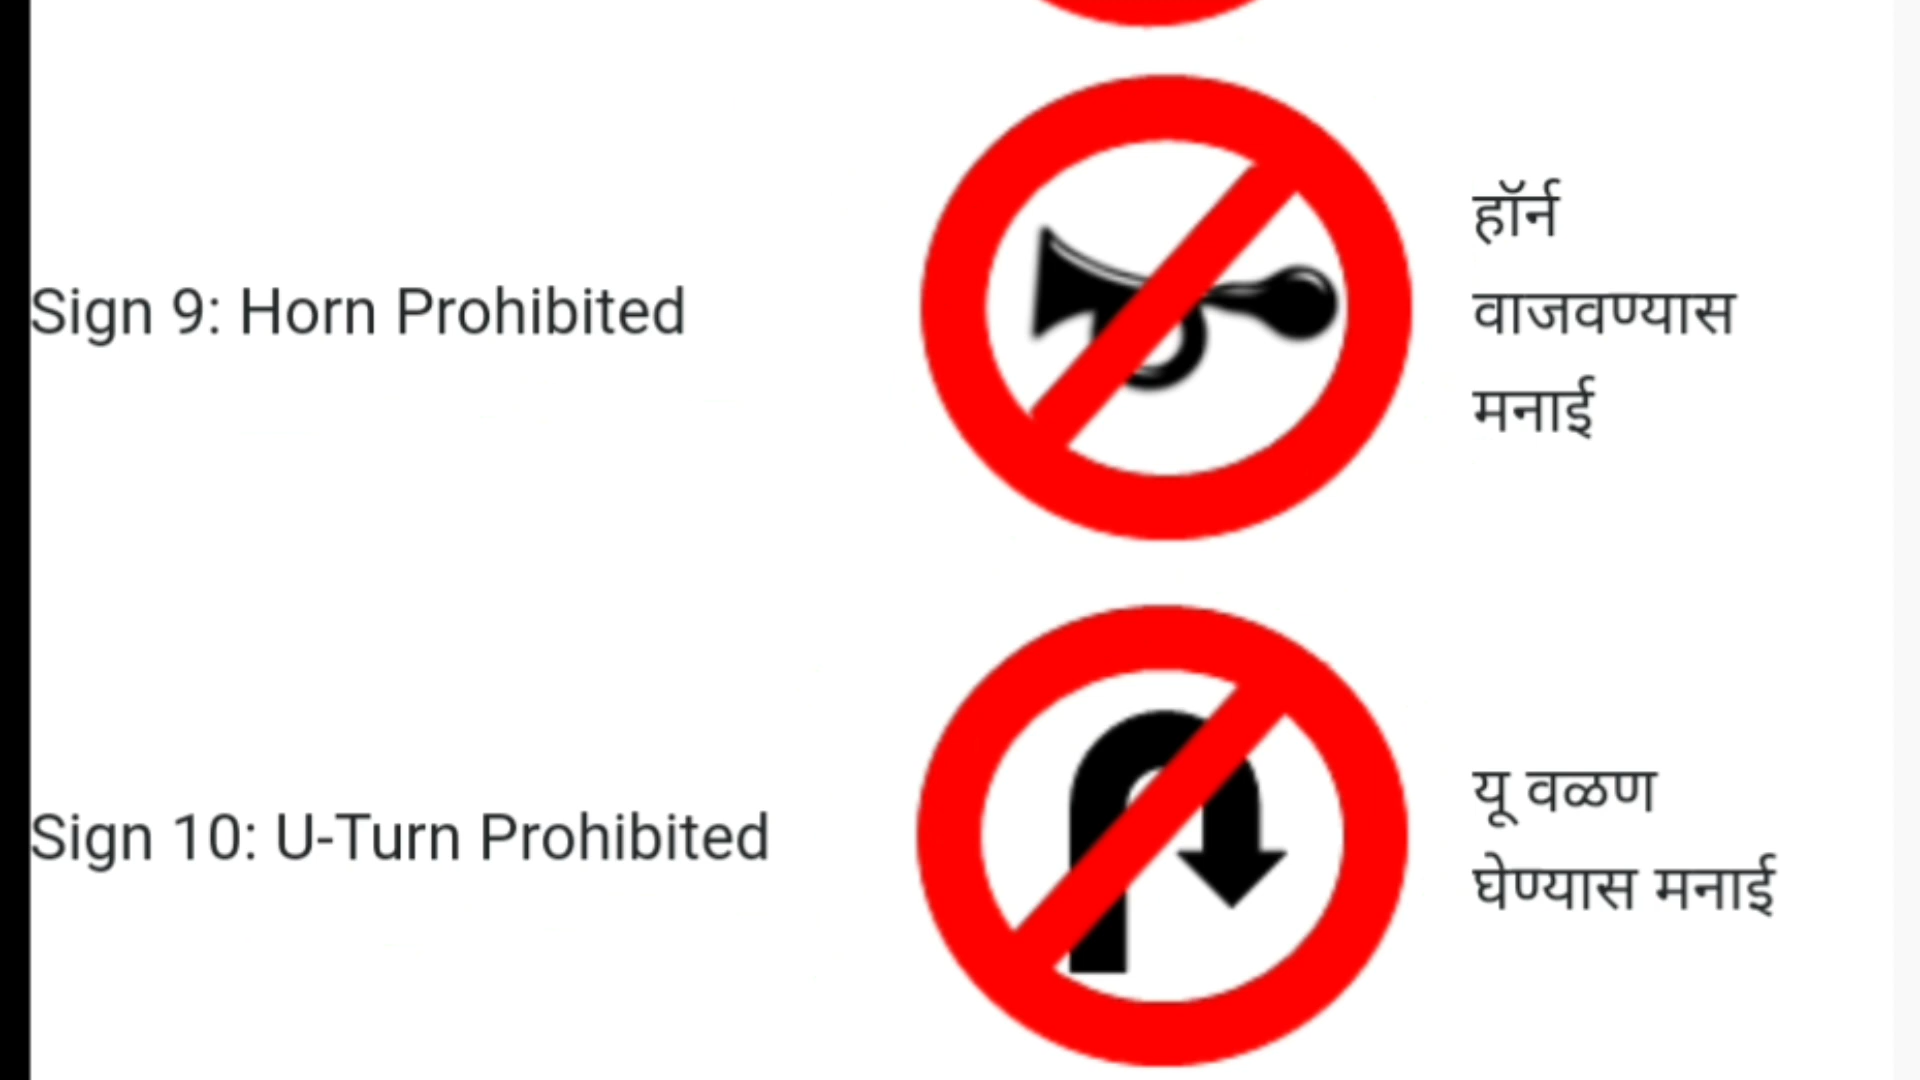 Sign 9: Horn Prohibited
हॉर्न
वाजवण्यास
मनाई
Sign 10: U-Turn Prohibited
यू वळण
घेण्यास मनाई